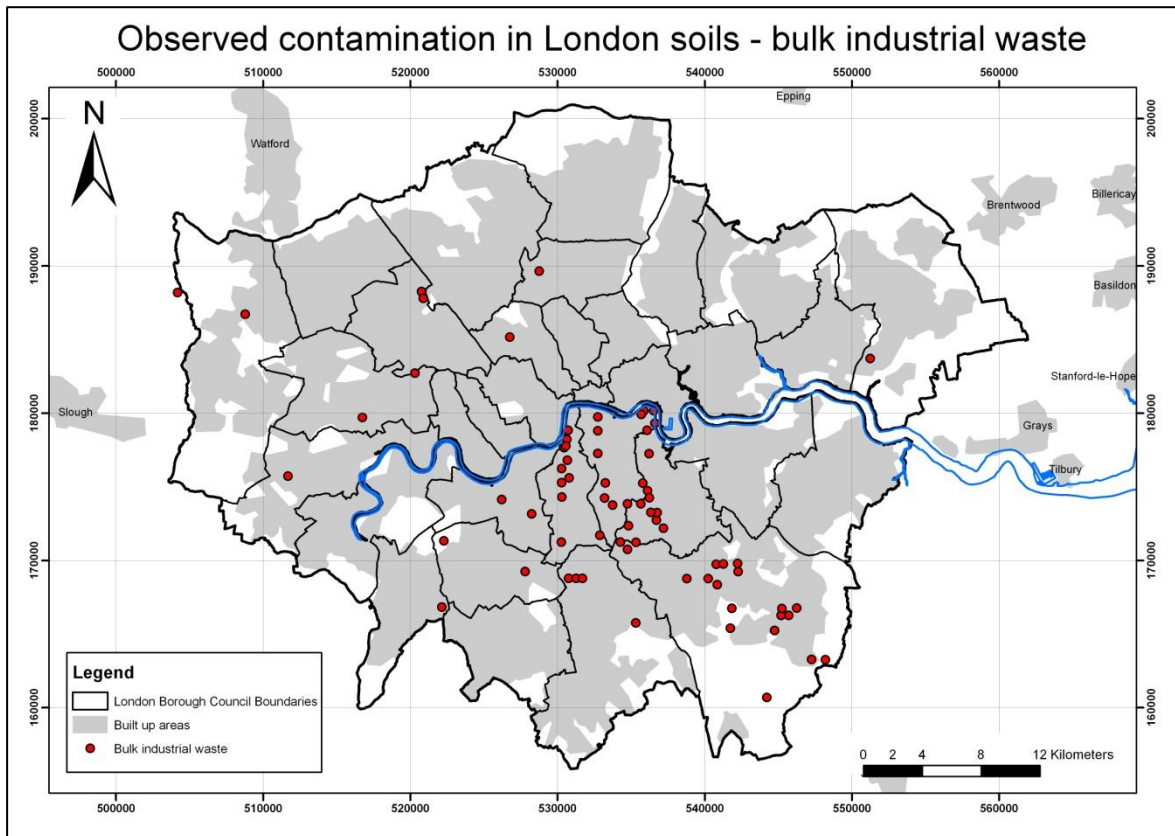 Observed contamination in London soils - bulk industrial waste
500000 510000 520000 530000 540000 550000 560000
Epping
200000 200000
N
Watford
Billericay
Brentwood
190000 190000
Basildon
Stanford-le-Hope
Slough
180000 180000
Grays
Tilbury
170000 170000
Legend
London Borough Council Boundaries
Built up areas
Bulk industrial waste
160000 160000
0 2 4 8 12 Kilometers
500000 510000 520000 530000 540000 550000 560000